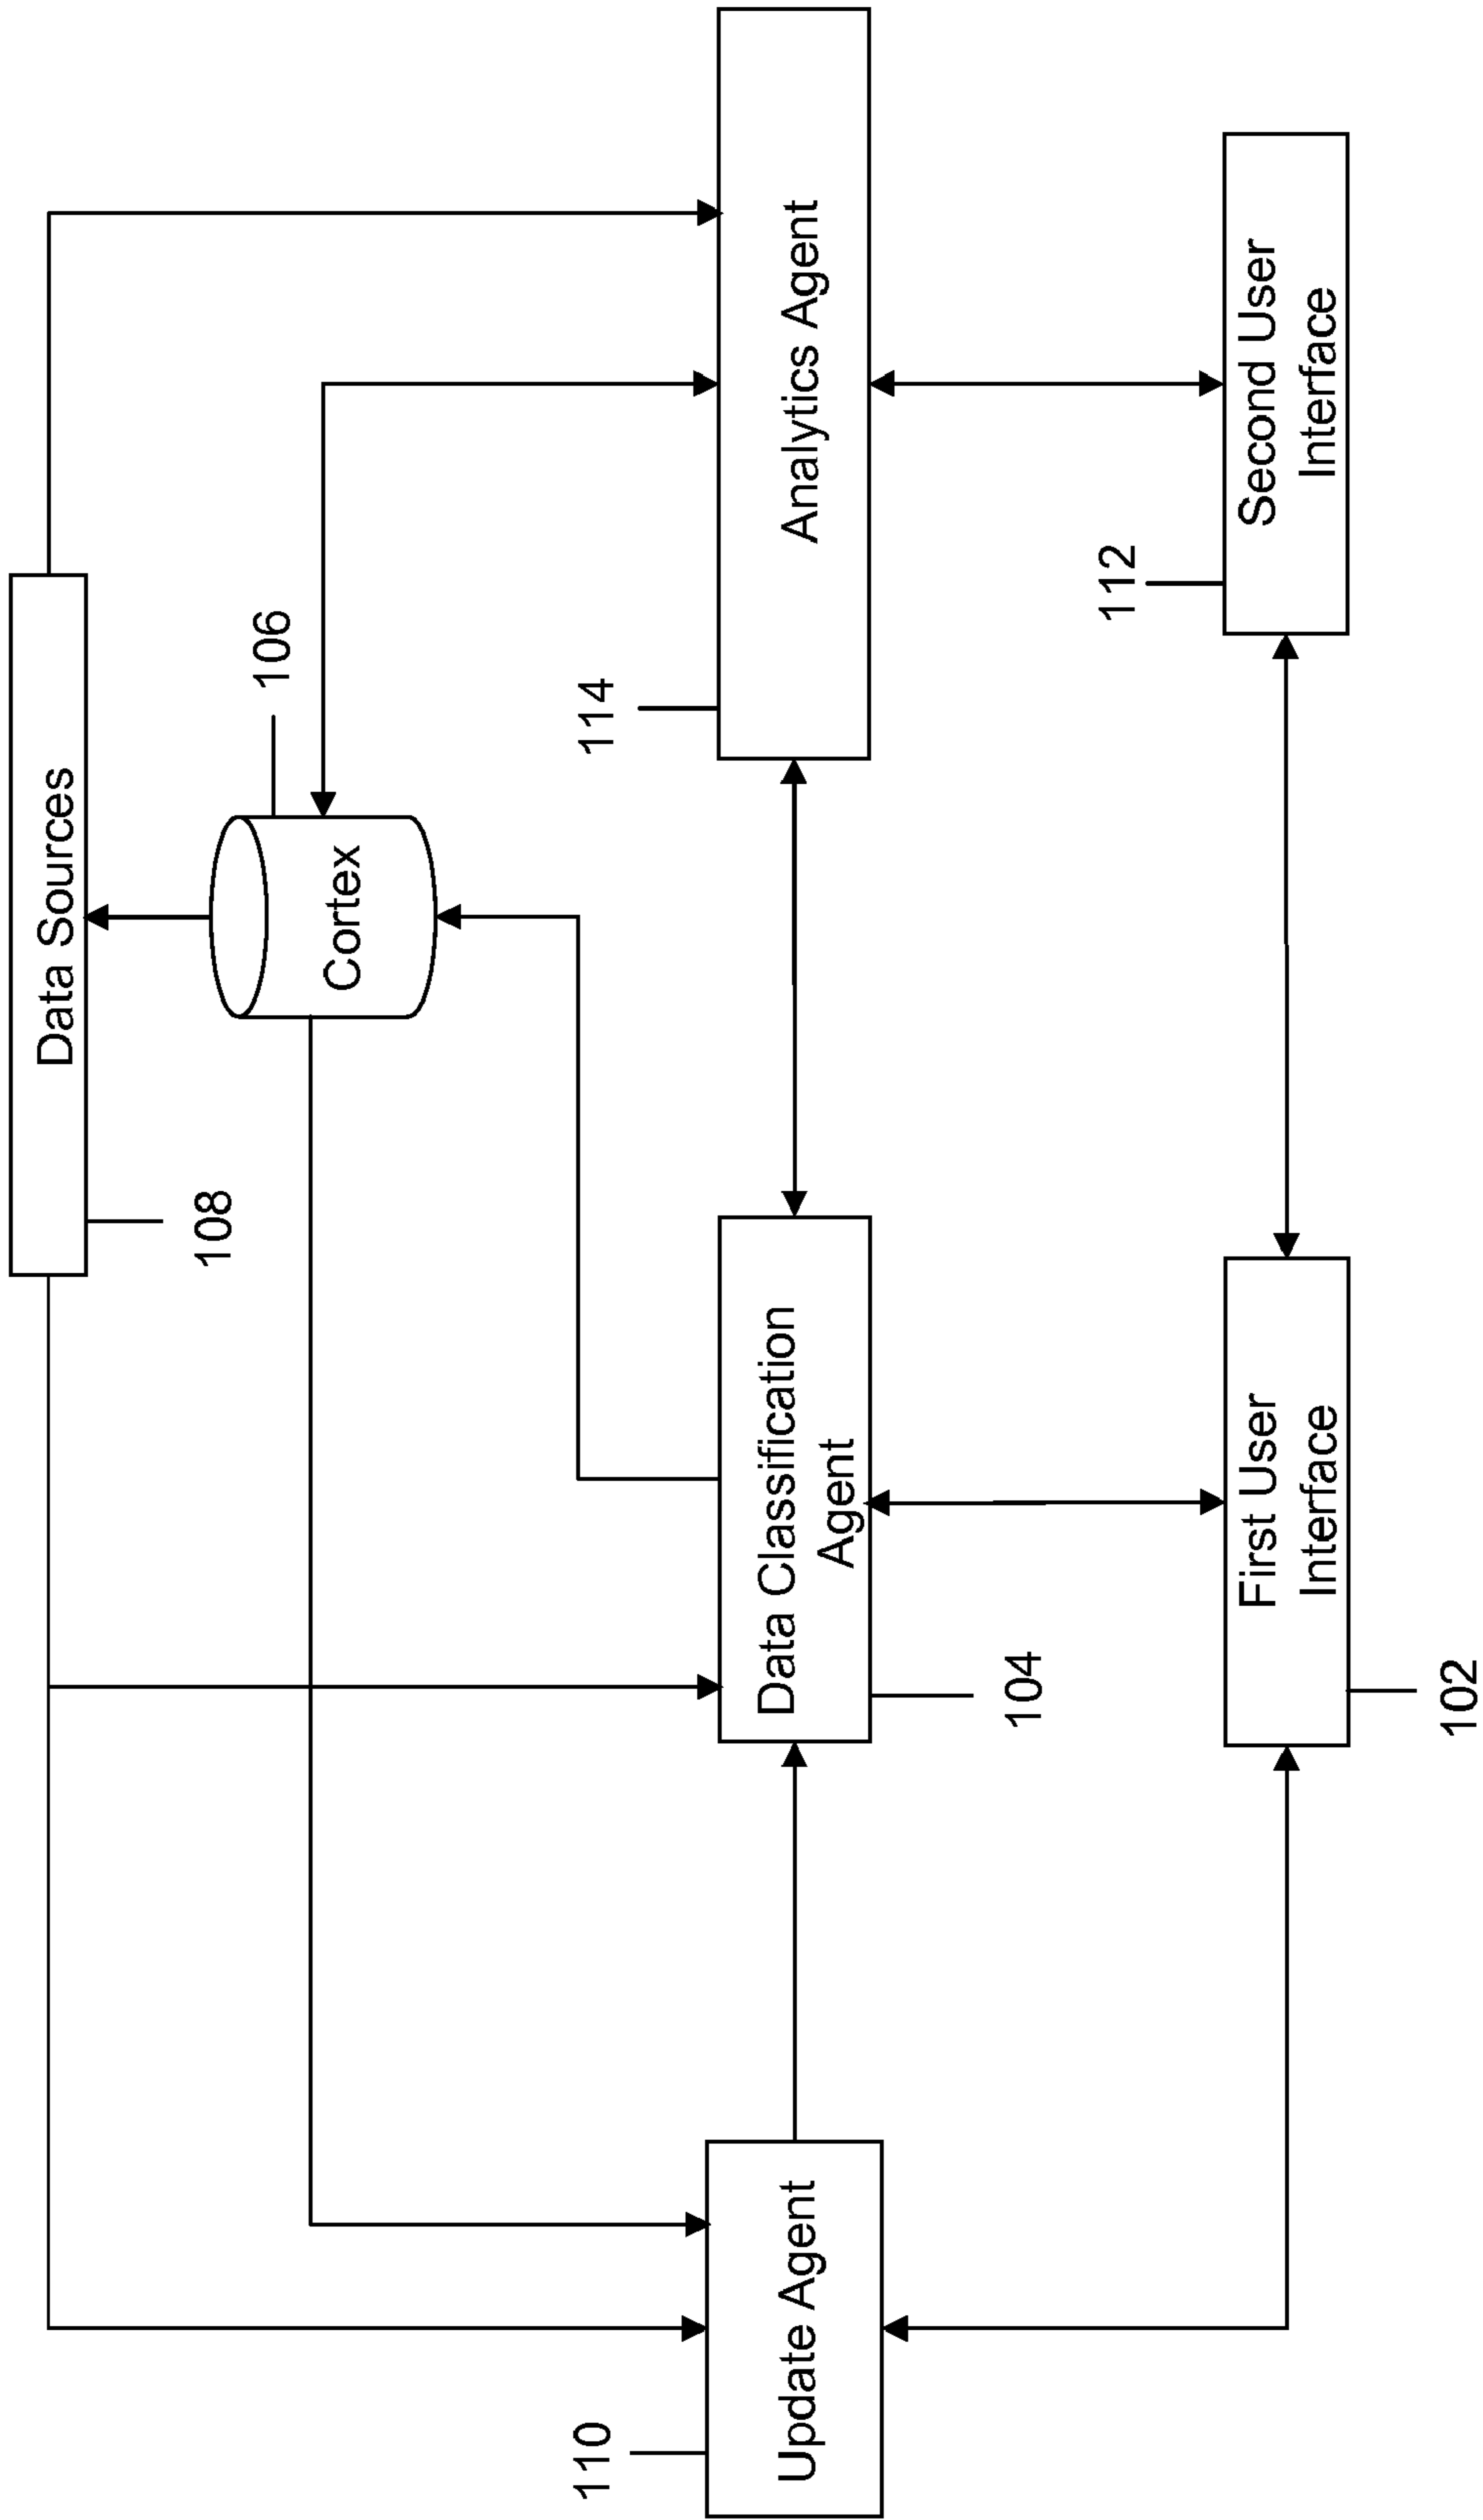 Data Sources
108
106
Cortex
110
114
Update Agent
Data Classification
Agent
Analytics Agent
104
112
First User
Interface
Second User
Interface
102